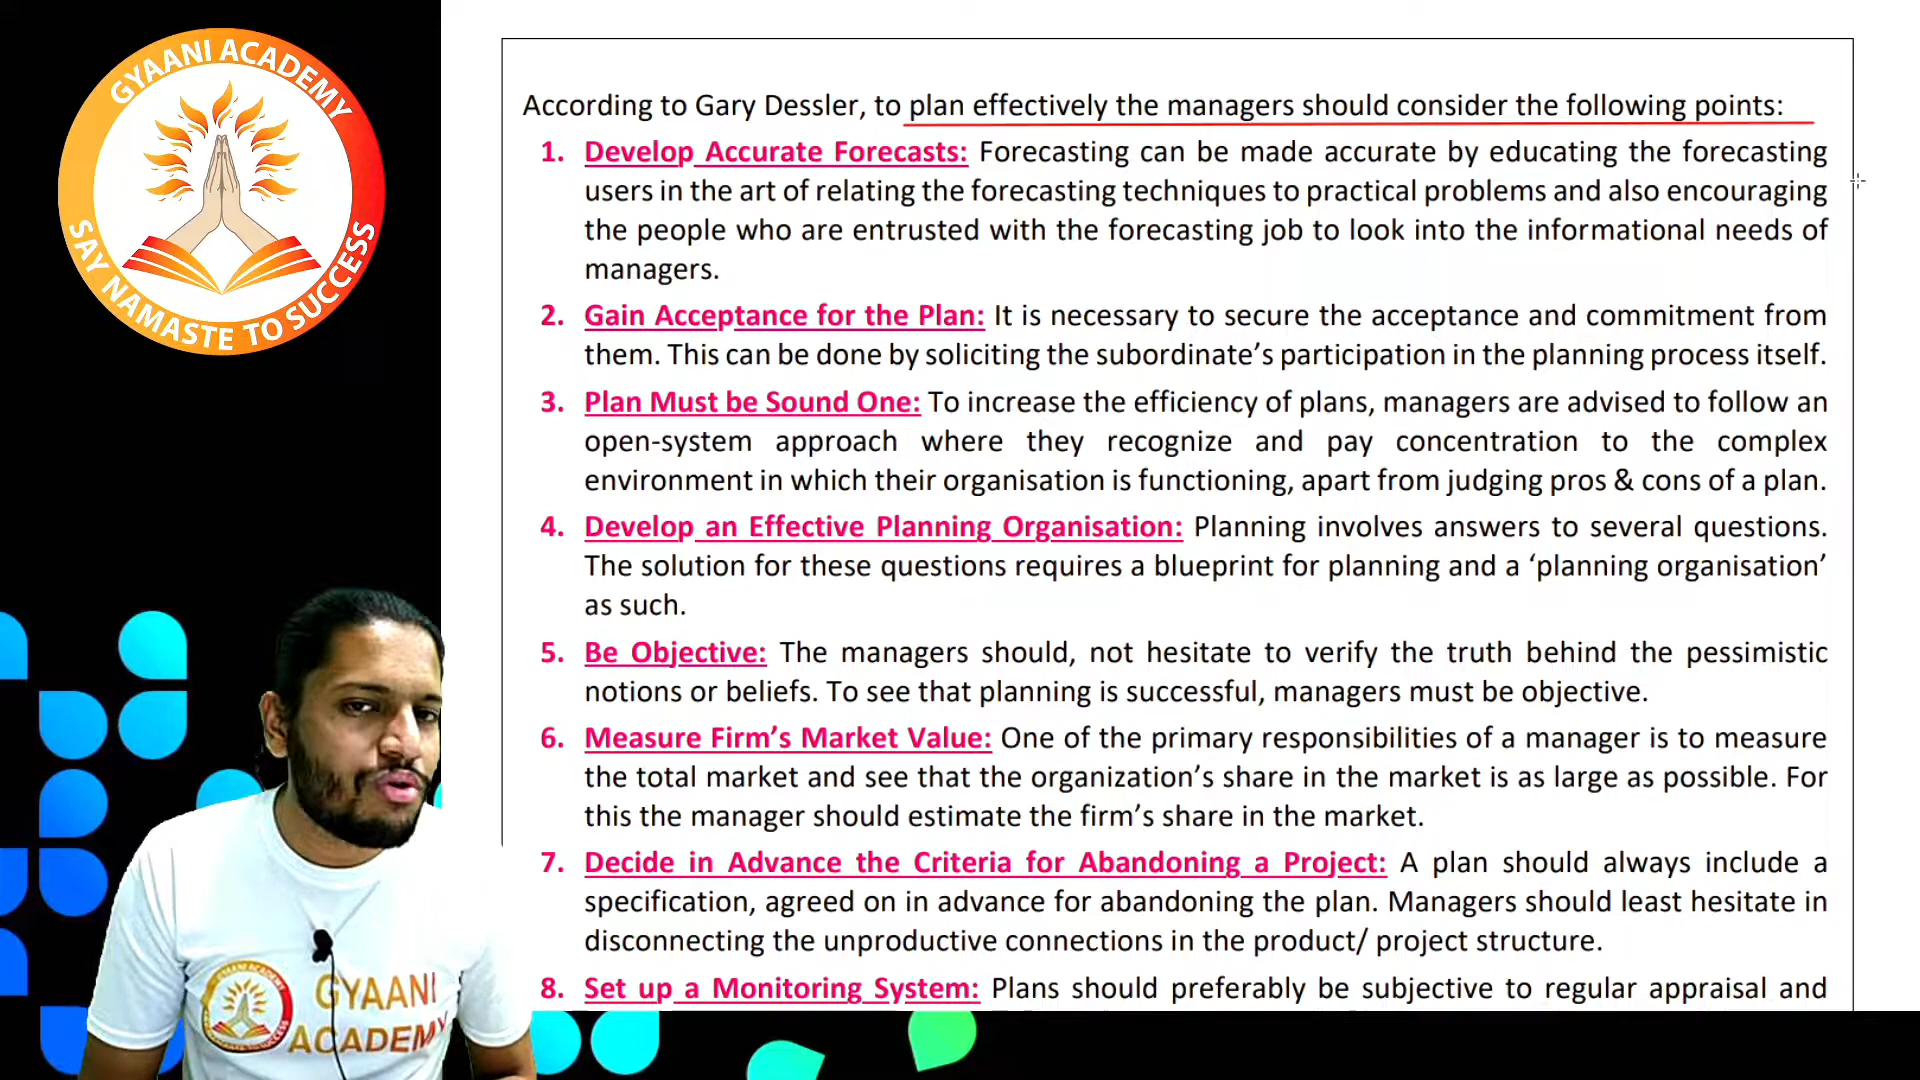 GYAANI ACADEMY
SAY NAMASTE TO SUCCESS
According to Gary Dessler, to plan effectively the managers should consider the following points:
1. Develop Accurate Forecasts: Forecasting can be made accurate by educating the forecasting
users in the art of relating the forecasting techniques to practical problems and also encouraging
the people who are entrusted with the forecasting job to look into the informational needs of
managers.
2. Gain Acceptance for the Plan: It is necessary to secure the acceptance and commitment from
them. This can be done by soliciting the subordinate’s participation in the planning process itself.
3. Plan Must be Sound One: To increase the efficiency of plans, managers are advised to follow an
open-system approach where they recognize and pay concentration to the complex
environment in which their organisation is functioning, apart from judging pros & cons of a plan.
4. Develop an Effective Planning Organisation: Planning involves answers to several questions.
The solution for these questions requires a blueprint for planning and a ‘planning organisation’
as such.
5. Be Objective: The managers should, not hesitate to verify the truth behind the pessimistic
notions or beliefs. To see that planning is successful, managers must be objective.
6. Measure Firm’s Market Value: One of the primary responsibilities of a manager is to measure
the total market and see that the organization’s share in the market is as large as possible. For
this the manager should estimate the firm’s share in the market.
7. Decide in Advance the Criteria for Abandoning a Project: A plan should always include a
specification, agreed on in advance for abandoning the plan. Managers should least hesitate in
disconnecting the unproductive connections in the product/ project structure.
8. Set up a Monitoring System: Plans should preferably be subjective to regular appraisal and
GYAANI
ACADEMY